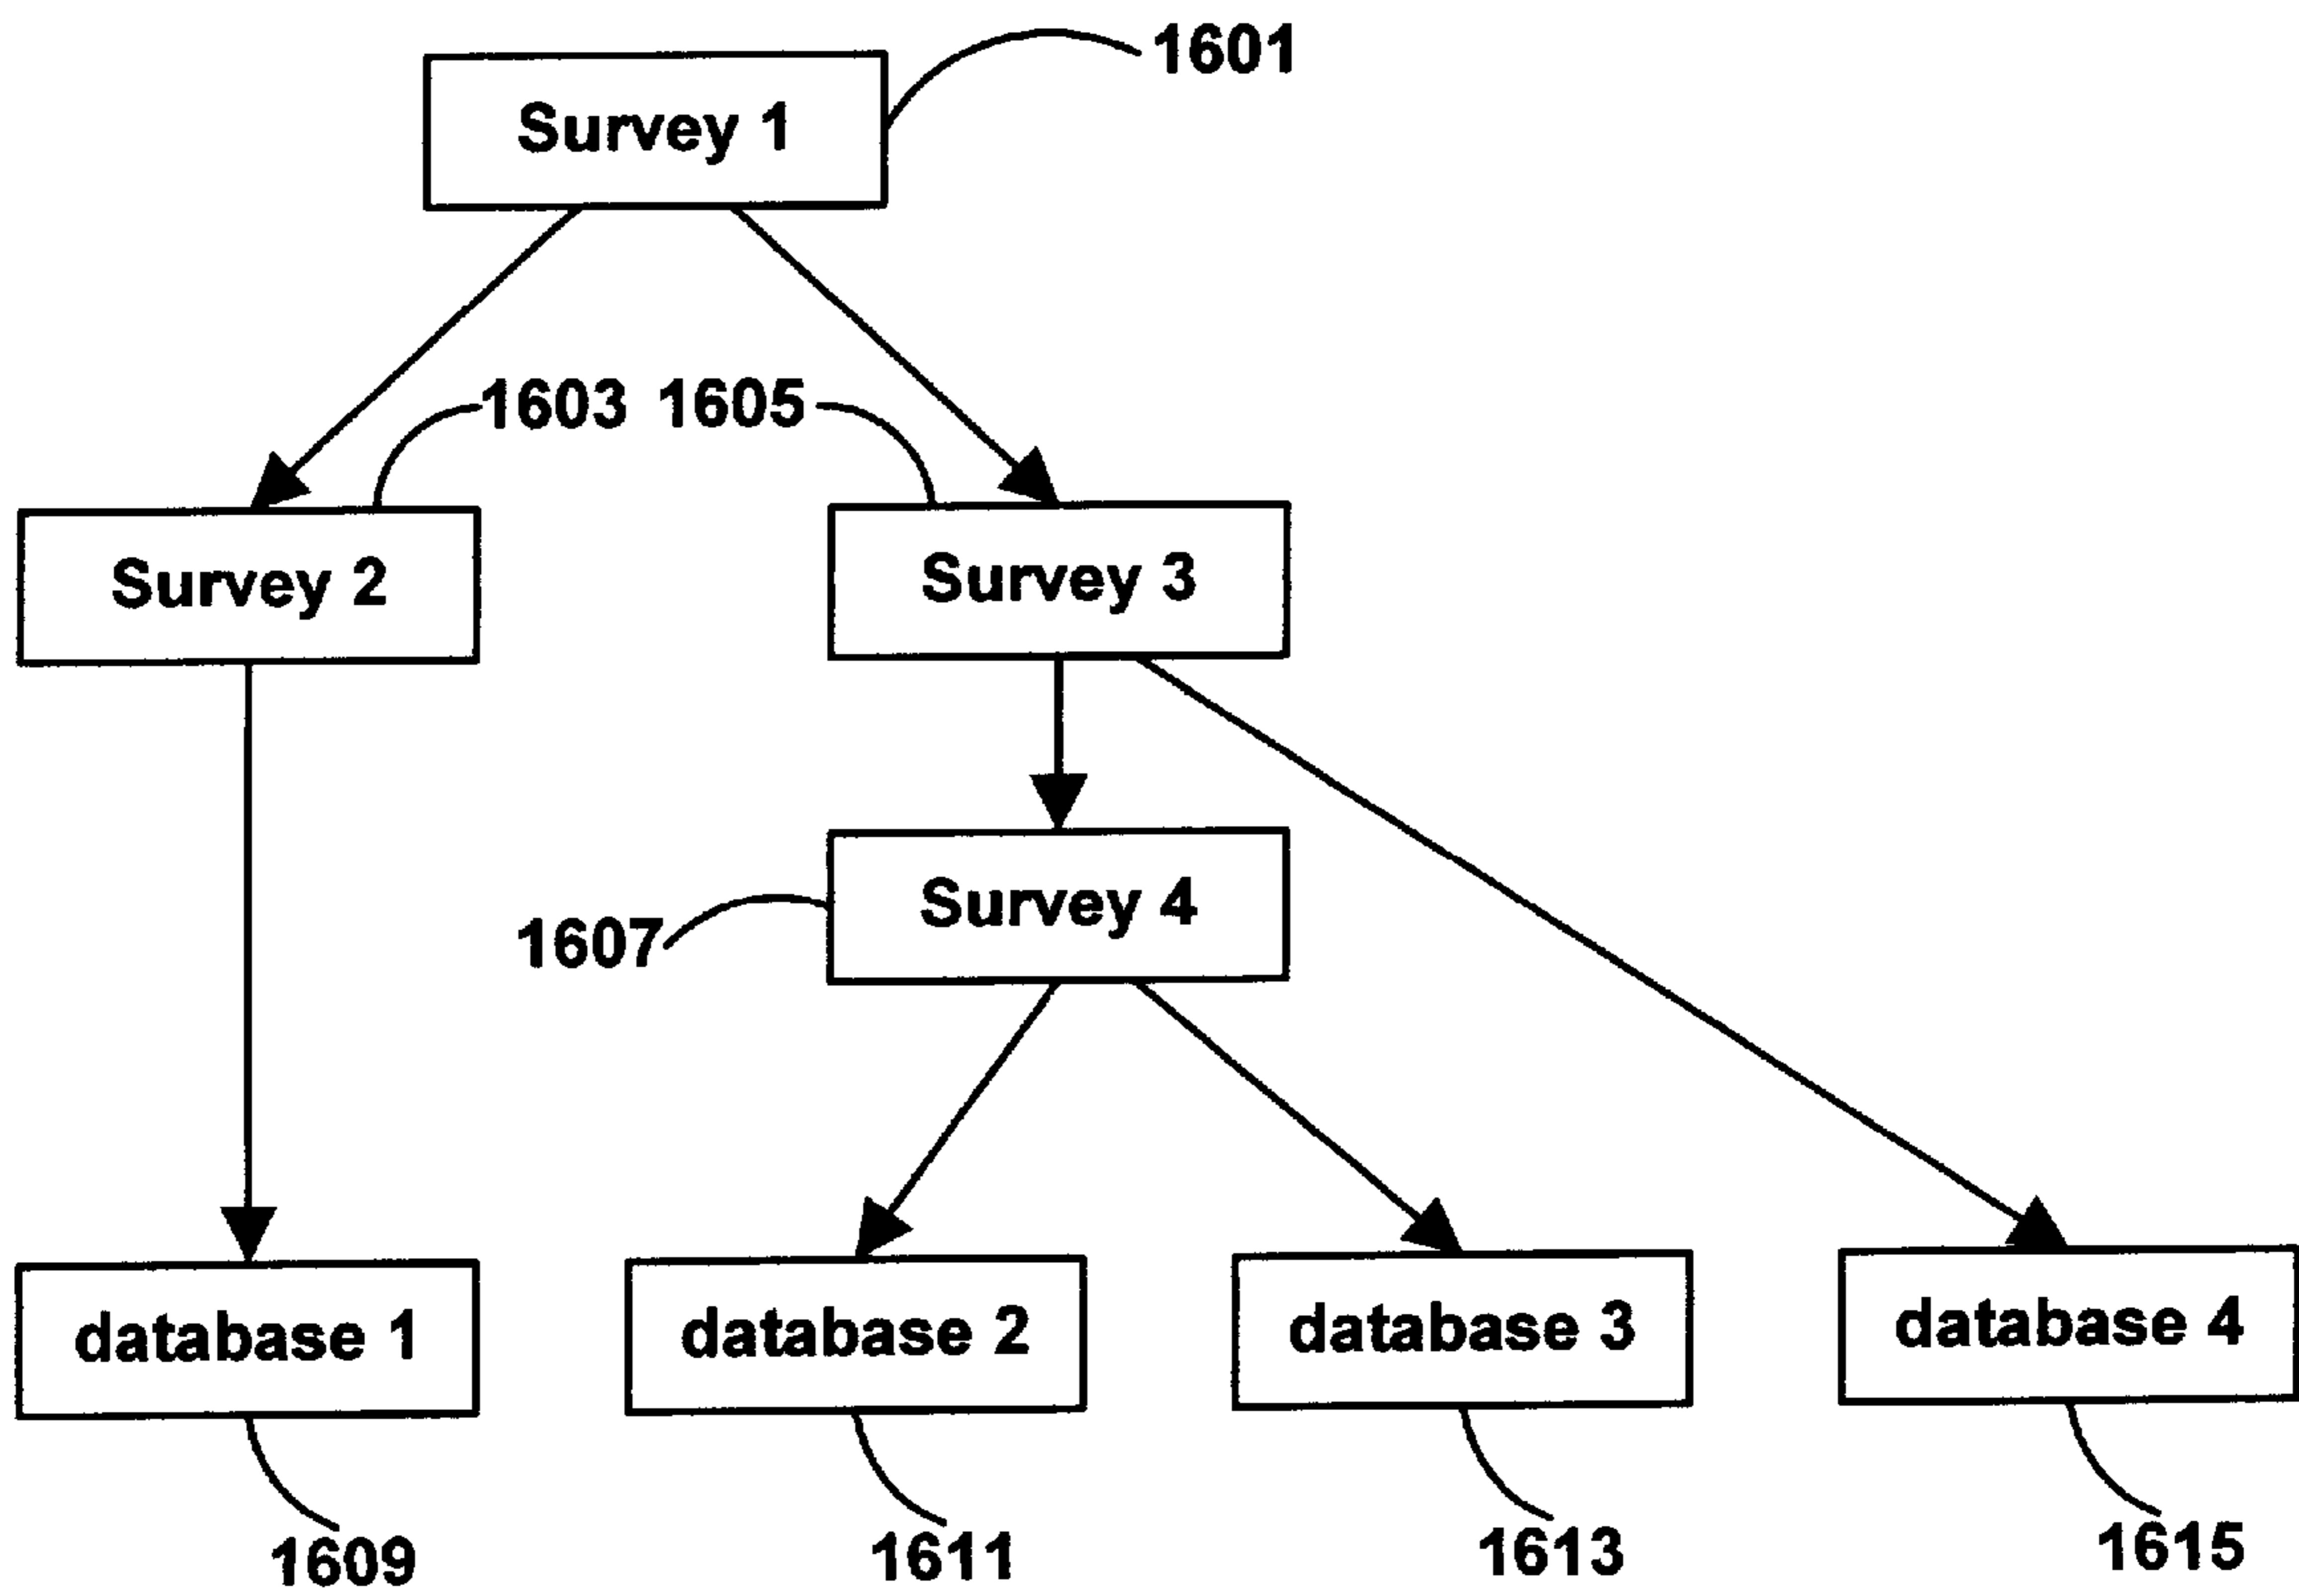 1601
Survey 1
1603 1605
Survey 2
Survey 3
Survey 4
1607
database 1
database 2
database 3
database 4
1609
1611
1613
1615